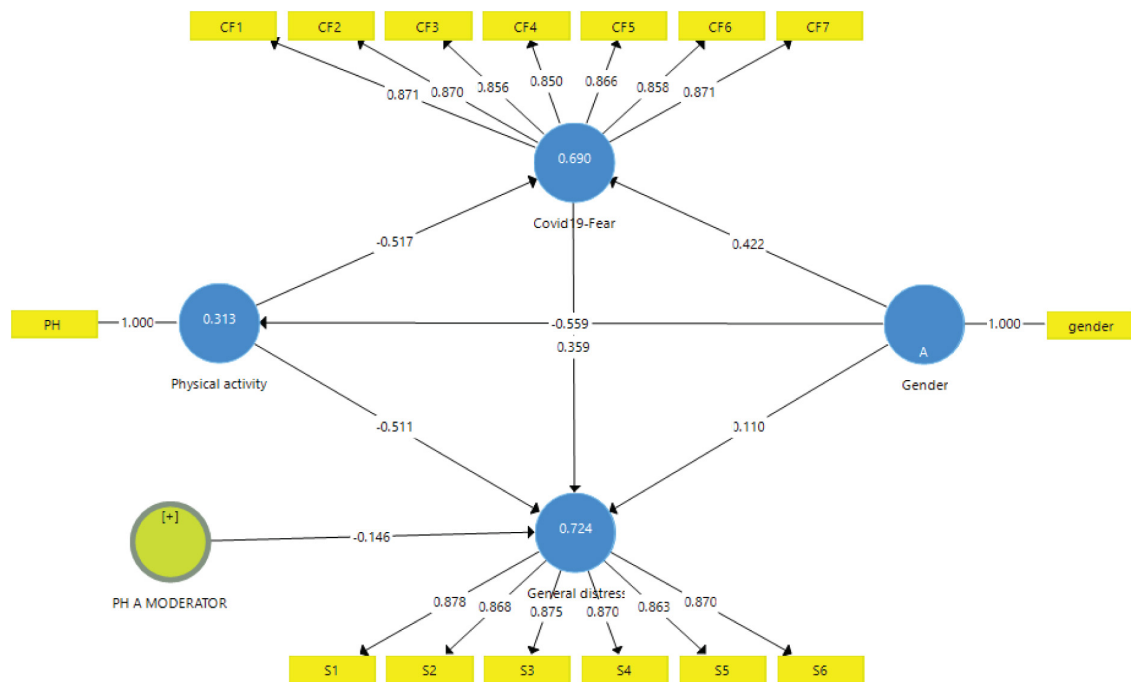 CF1 CF2 CF3 CF4 CF5 CF6 CF7
0.871 0.870 0.856 0.850 0.866 0.858 0.871
0.690
Covid19-Fear
-0.517
0.422
PH
1.000
0.313
-0.559
1.000
gender
A
0.359
Physical activity
Gender
-0.511
0.110
[+]
0.724
-0.146
General distress
PH A MODERATOR
0.878 0.868 0.875 0.870 0.863 0.870
S1 S2 S3 S4 S5 S6